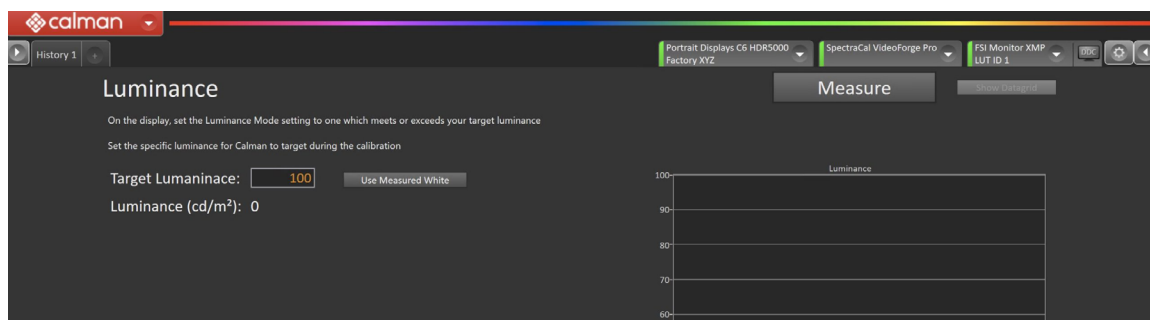 calman
History 1
Portrait Displays C6 HDR5000
Factory XYZ
SpectraCal VideoForge Pro
FSI Monitor XMP
LUT ID 1
DDC
Luminance
Measure
Show Datagrid
On the display, set the Luminance Mode setting to one which meets or exceeds your target luminance
Set the specific luminance for Calman to target during the calibration
Target Lumaninace: 100
Use Measured White
Luminance (cd/m²): 0
Luminance
100
90
80
70
60